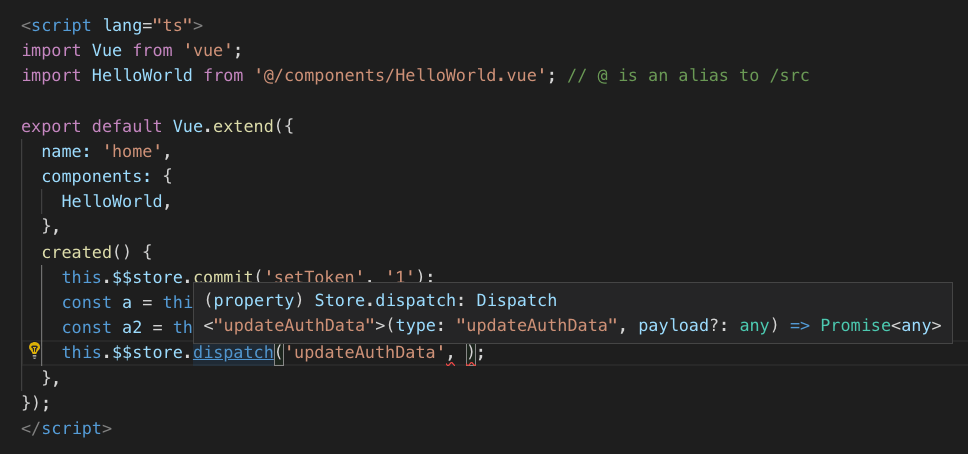 <script lang="ts">
import Vue from 'vue';
import HelloWorld from '@/components/HelloWorld.vue'; // @ is an alias to /src
export default Vue.extend({
name: 'home',
components: {
HelloWorld,
},
created() {
this.$$store.commit('setToken', '1');
const a = thi
(property) Store.dispatch: Dispatch
const a2 = th
<"updateAuthData">(type: "updateAuthData", payload?: any) => Promise<any>
this.$$store.dispatch('updateAuthData', );
},
});
</script>